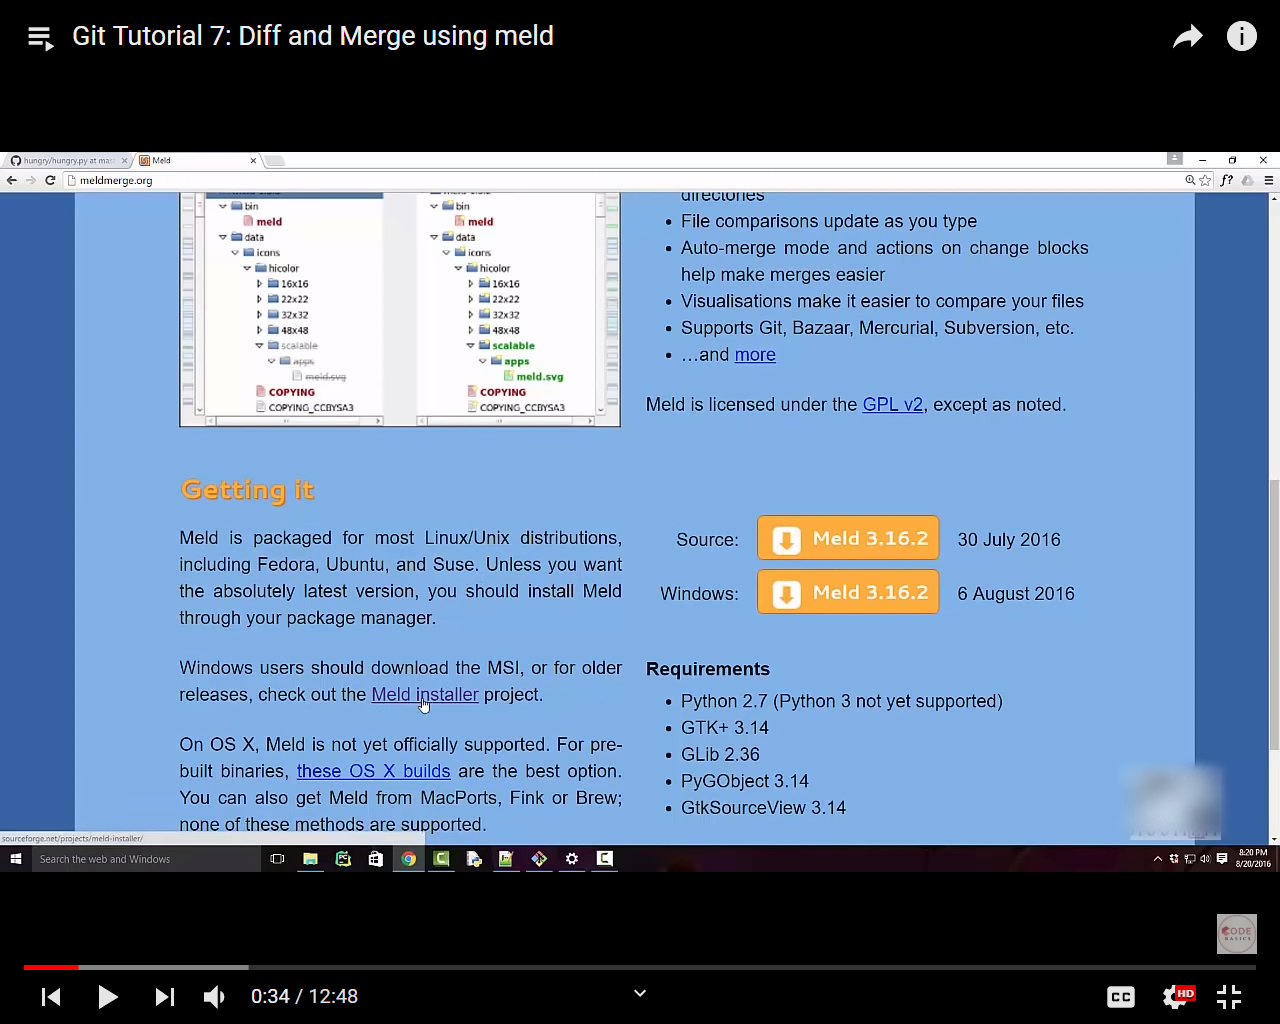 Git Tutorial 7: Diff and Merge using meld
hungry/hungry.py at mas
Meld
meldmerge.org
bin
meld
data
icons
hicolor
16x16
22x22
32x32
48x48
scalable
apps
meld.svg
COPYING
COPYING_CCBYSA3
bin
meld
data
icons
hicolor
16x16
22x22
32x32
48x48
scalable
apps
meld.svg
COPYING
COPYING_CCBYSA3
directories
• File comparisons update as you type
• Auto-merge mode and actions on change blocks
help make merges easier
• Visualisations make it easier to compare your files
• Supports Git, Bazaar, Mercurial, Subversion, etc.
• …and more
Meld is licensed under the GPL v2, except as noted.
Getting it
Meld is packaged for most Linux/Unix distributions,
including Fedora, Ubuntu, and Suse. Unless you want
the absolutely latest version, you should install Meld
through your package manager.
Windows users should download the MSI, or for older
releases, check out the Meld installer project.
On OS X, Meld is not yet officially supported. For pre-
built binaries, these OS X builds are the best option.
You can also get Meld from MacPorts, Fink or Brew;
none of these methods are supported.
Source: Meld 3.16.2 30 July 2016
Windows: Meld 3.16.2 6 August 2016
Requirements
• Python 2.7 (Python 3 not yet supported)
• GTK+ 3.14
• GLib 2.36
• PyGObject 3.14
• GtkSourceView 3.14
sourceforge.net/projects/meld-installer/
Search the web and Windows
8:20 PM
8/20/2016
CODE
BASICS
0:34 / 12:48
CC
HD